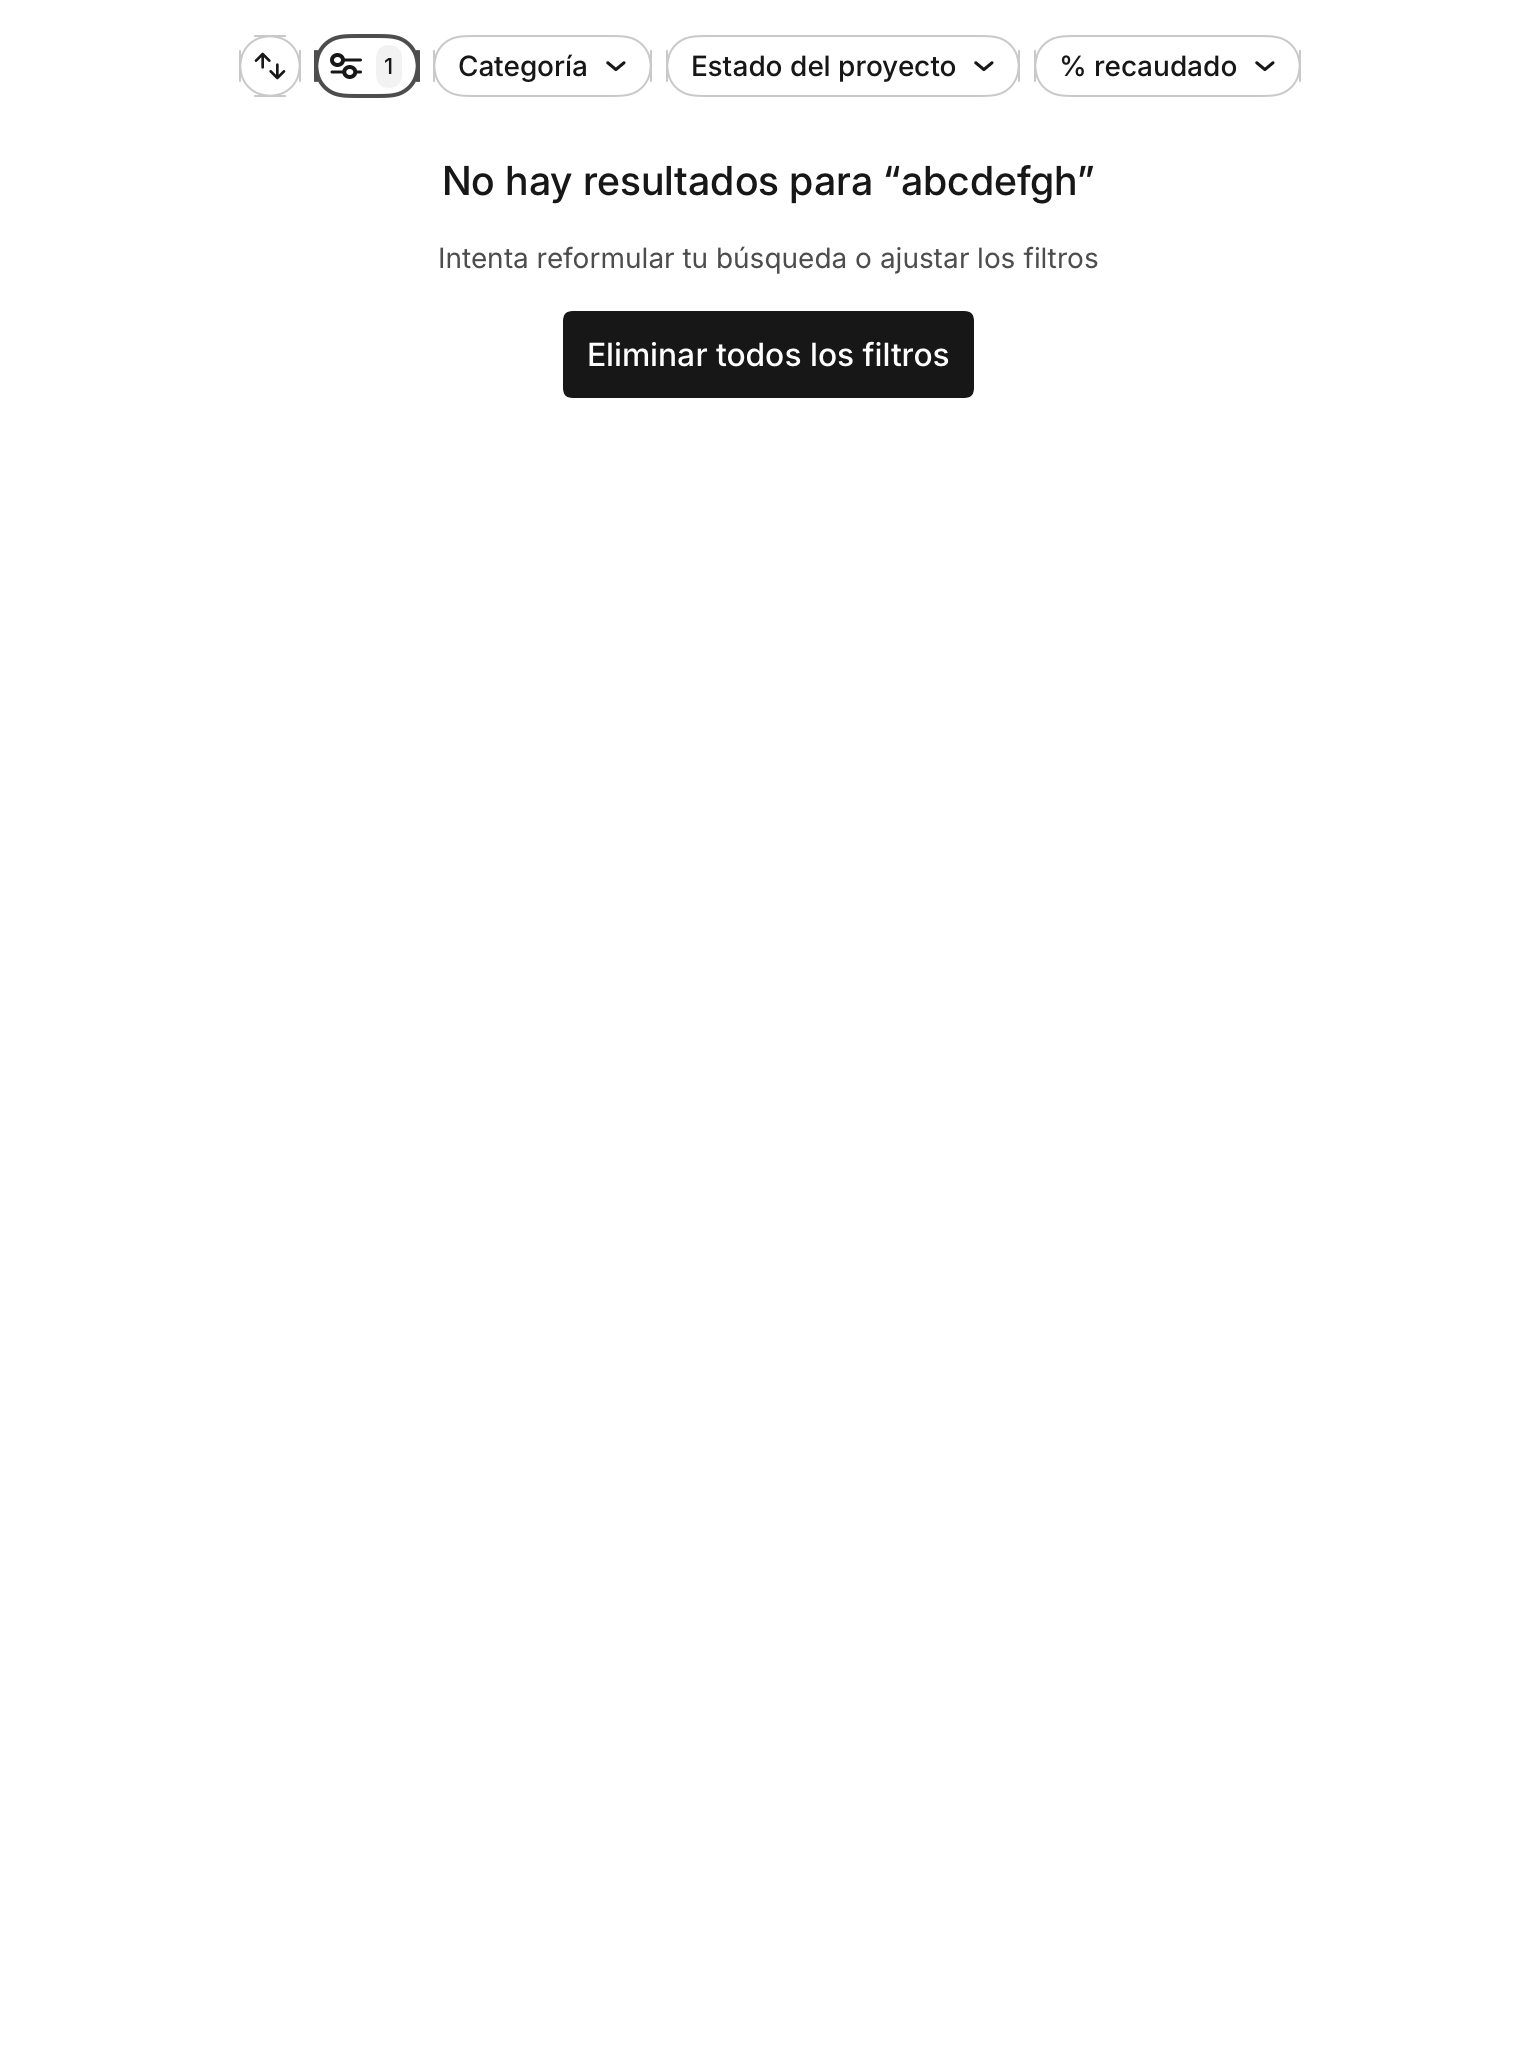 1
Categoría
Estado del proyecto
% recaudado
No hay resultados para “abcdefgh”
Intenta reformular tu búsqueda o ajustar los filtros
Eliminar todos los filtros